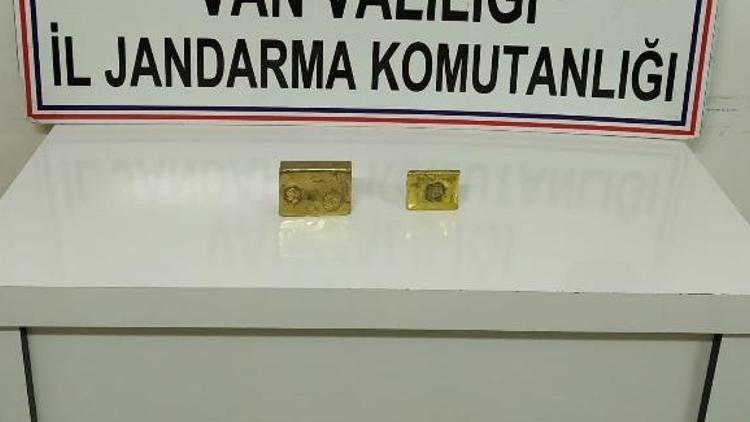 VAN VALİLİĞİ
İL JANDARMA KOMUTANLIĞI